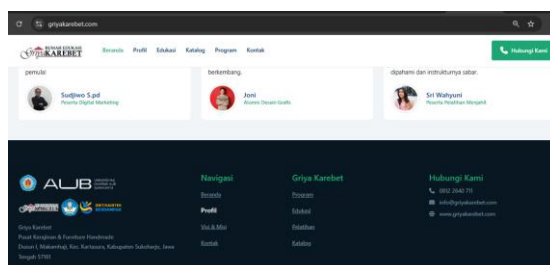 griyakarebet.com
RUMAH EDUKASI
Griya KAREBET
Beranda Profil Edukasi Katalog Program Kontak
Hubungi Kami
pemula!
berkembang.
dipahami dan instrukturnya sabar.
Sudjiwo S.pd
Peserta Digital Marketing
Joni
Alumni Desain Grafis
Sri Wahyuni
Peserta Pelatihan Menjahit
AUB
Navigasi
Beranda
Profil
Visi & Misi
Kontak
Griya Karebet
Program
Edukasi
Pelatihan
Katalog
Hubungi Kami
info@griyakarebet.com
www.griyakarebet.com
Griya Karebet
Pusat Kerajinan & Furniture Handmade
Dusun I, Makamhaji, Kec. Kartasura, Kabupaten Sukoharjo, Jawa
Tengah 57161